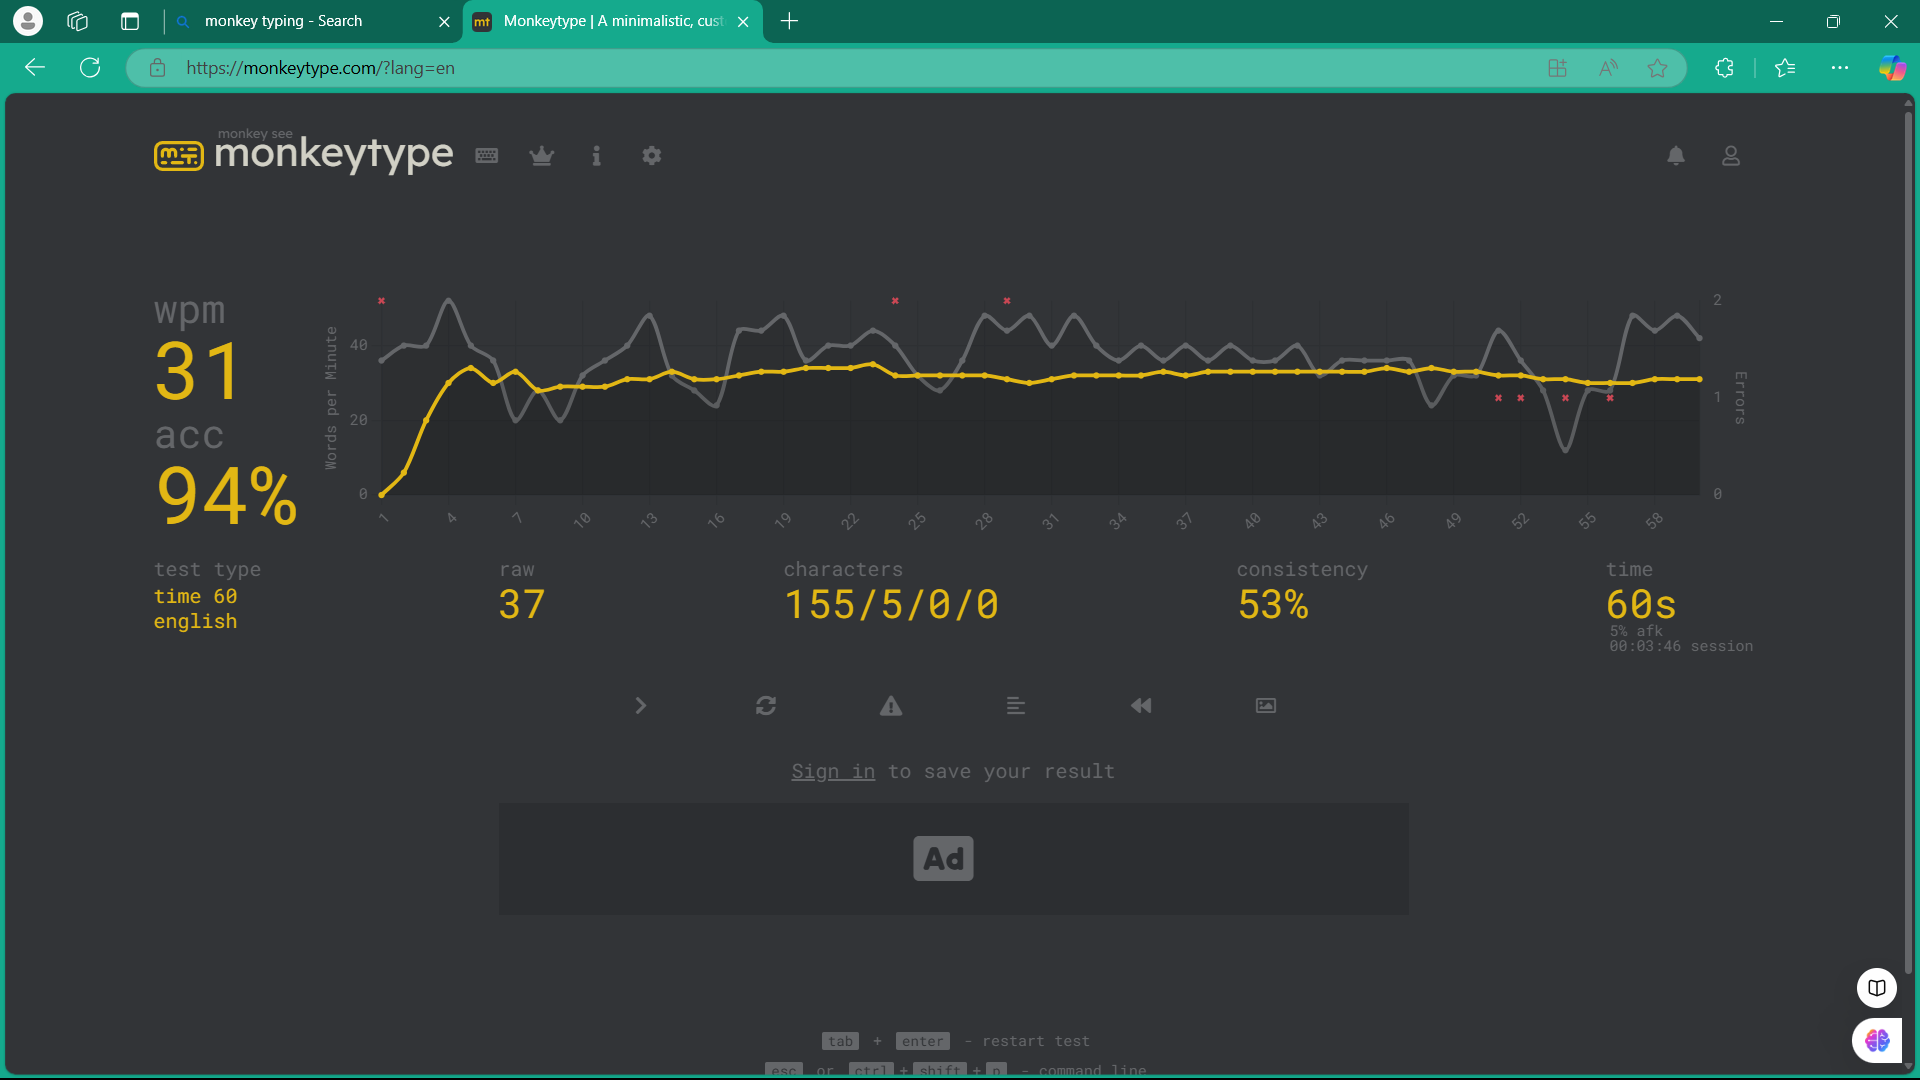 monkey typing - Search
mt Monkeytype | A minimalistic, cust
https://monkeytype.com/?lang=en
monkey see
monkeytype
wpm
31
acc
94%
Words per Minute
40
20
0
2
1
0
Errors
1 4 7 10 13 16 19 22 25 28 31 34 37 40 43 46 49 52 55 58
test type
time 60
english
raw
37
characters
155/5/0/0
consistency
53%
time
60s
5% afk
00:03:46 session
Sign in to save your result
Ad
tab + enter - restart test
esc or ctrl + shift + p - command line